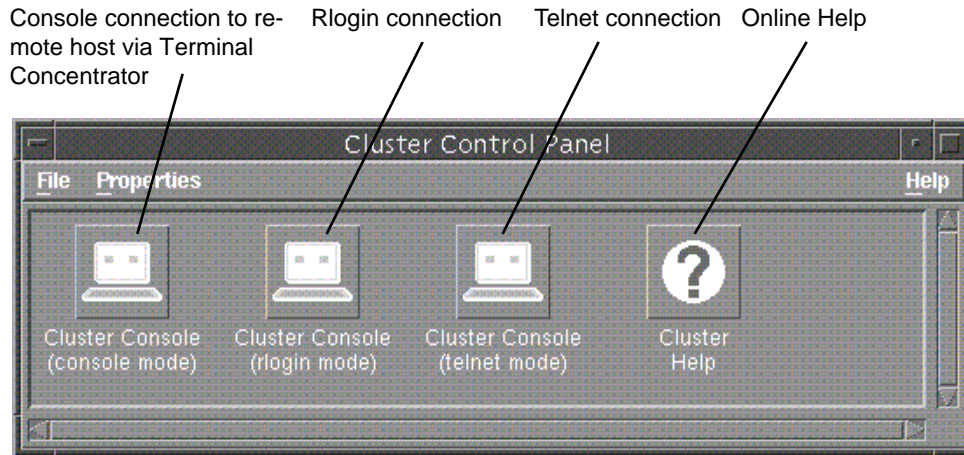 Console connection to re-
mote host via Terminal
Concentrator
Rlogin connection
Telnet connection
Online Help
Cluster Control Panel
File Properties Help
Cluster Console
(console mode)
Cluster Console
(rlogin mode)
Cluster Console
(telnet mode)
Cluster
Help